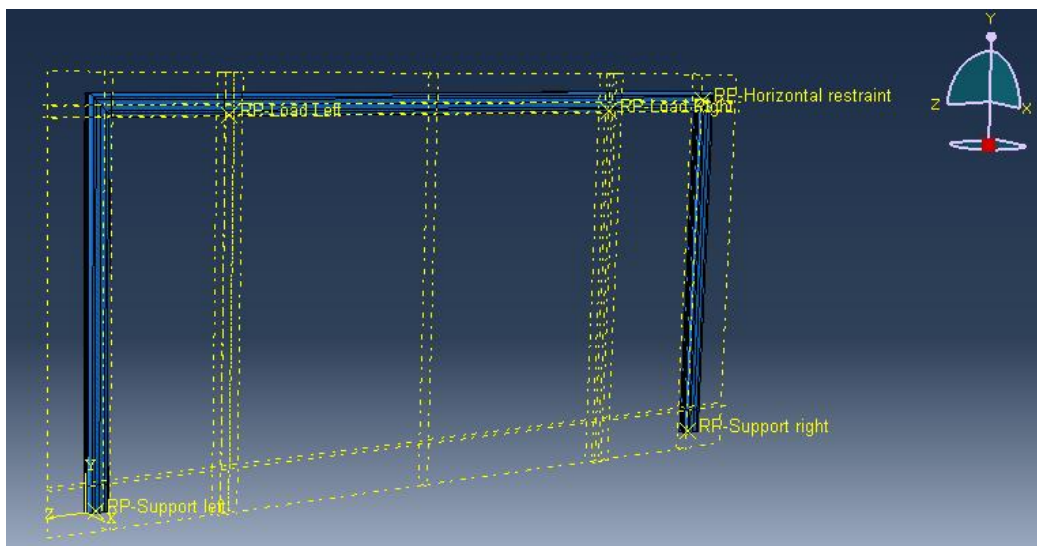 Y
Z
X
RP-Horizontal restraint
RP-Load Left
RP-Load Right
RP-Support right
Y
RP-Support left
Z
X